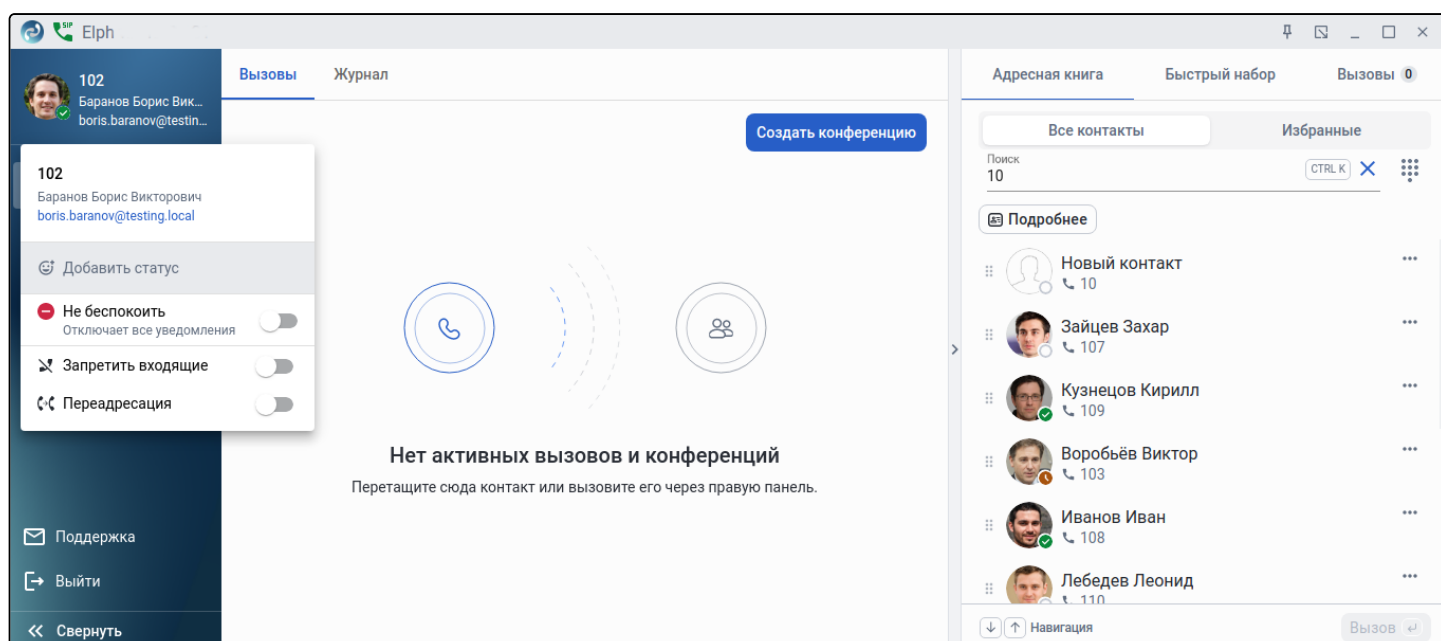 SIP
Elph
102
Баранов Борис Вик...
boris.baranov@testin...
102
Баранов Борис Викторович
boris.baranov@testing.local
Добавить статус
Не беспокоить
Отключает все уведомления
Запретить входящие
Переадресация
Поддержка
Выйти
Свернуть
Вызовы Журнал
Создать конференцию
Нет активных вызовов и конференций
Перетащите сюда контакт или вызовите его через правую панель.
Адресная книга Быстрый набор Вызовы 0
Все контакты Избранные
Поиск
10 CTRL K
Подробнее
Новый контакт
10
Зайцев Захар
107
Кузнецов Кирилл
109
Воробьёв Виктор
103
Иванов Иван
108
Лебедев Леонид
110
Навигация Вызов